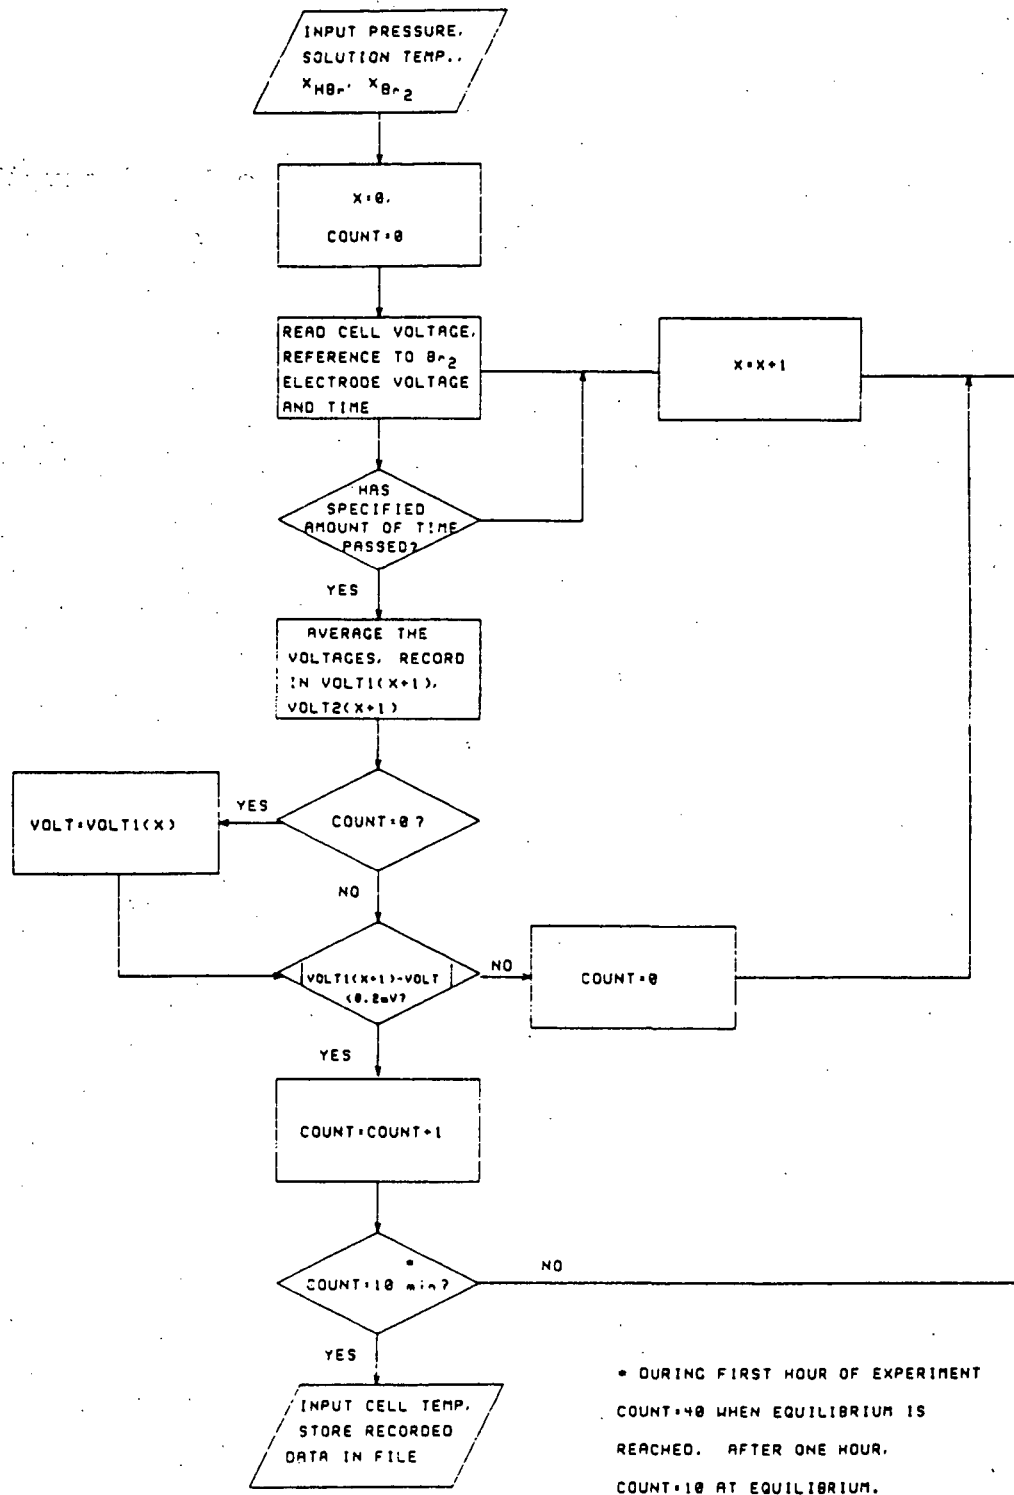 INPUT PRESSURE,
SOLUTION TEMP.,
XHBr, XBr2
X=0,
COUNT=0
READ CELL VOLTAGE,
REFERENCE TO Br2
ELECTRODE VOLTAGE
AND TIME
X=X+1
HAS
SPECIFIED
AMOUNT OF TIME
PASSED?
YES
AVERAGE THE
VOLTAGES, RECORD
IN VOLT1(X+1),
VOLT2(X+1)
VOLT=VOLT1(X)
YES
COUNT=0?
NO
|VOLT1(X+1)-VOLT|
<0.2mV?
NO
COUNT=0
YES
COUNT=COUNT+1
COUNT=10 min?*
NO
YES
INPUT CELL TEMP,
STORE RECORDED
DATA IN FILE
* DURING FIRST HOUR OF EXPERIMENT
COUNT=40 WHEN EQUILIBRIUM IS
REACHED. AFTER ONE HOUR,
COUNT=10 AT EQUILIBRIUM.